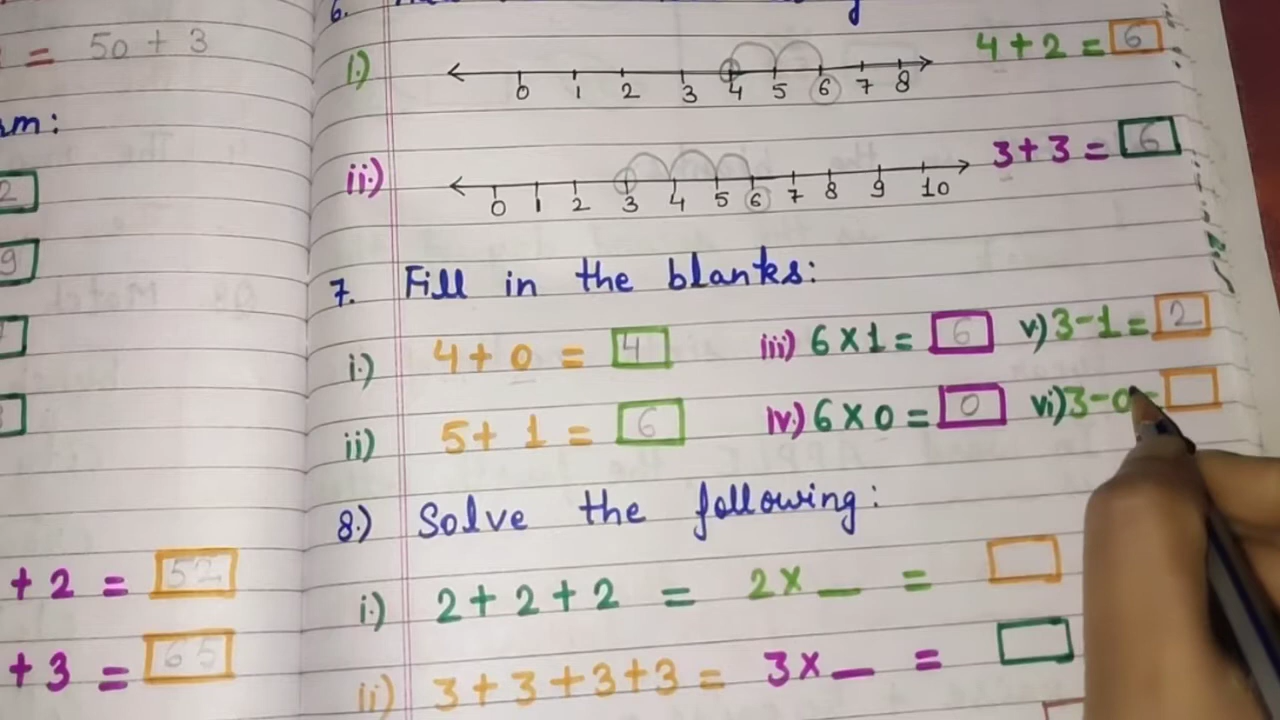 = 50 + 3
6.
i.) 0 1 2 3 4 5 6 7 8 4 + 2 = 6
ii.) 0 1 2 3 4 5 6 7 8 9 10 3 + 3 = 6
7. Fill in the blanks:
i.) 4 + 0 = 4 iii) 6 × 1 = 6 v) 3 - 1 = 2
ii) 5 + 1 = 6 iv.) 6 × 0 = 0 vi) 3 - 0 =
8.) Solve the following:
i.) 2 + 2 + 2 = 2 × _ =
ii) 3 + 3 + 3 + 3 = 3 × _ =
rm:
2
9
+ 2 = 52
+ 3 = 65